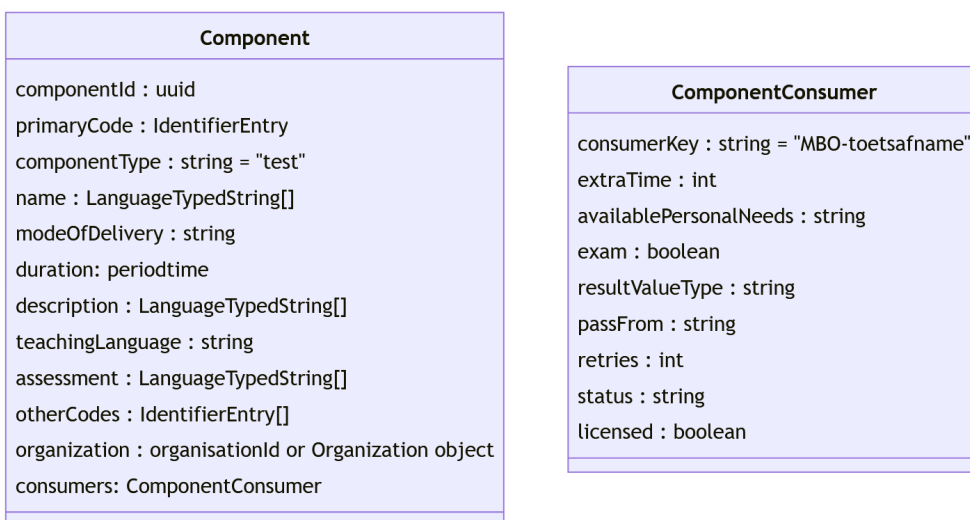 Component
componentId : uuid
primaryCode : IdentifierEntry
componentType : string = "test"
name : LanguageTypedString[]
modeOfDelivery : string
duration: periodtime
description : LanguageTypedString[]
teachingLanguage : string
assessment : LanguageTypedString[]
otherCodes : IdentifierEntry[]
organization : organisationId or Organization object
consumers: ComponentConsumer
ComponentConsumer
consumerKey : string = "MBO-toetsafname"
extraTime : int
availablePersonalNeeds : string
exam : boolean
resultValueType : string
passFrom : string
retries : int
status : string
licensed : boolean